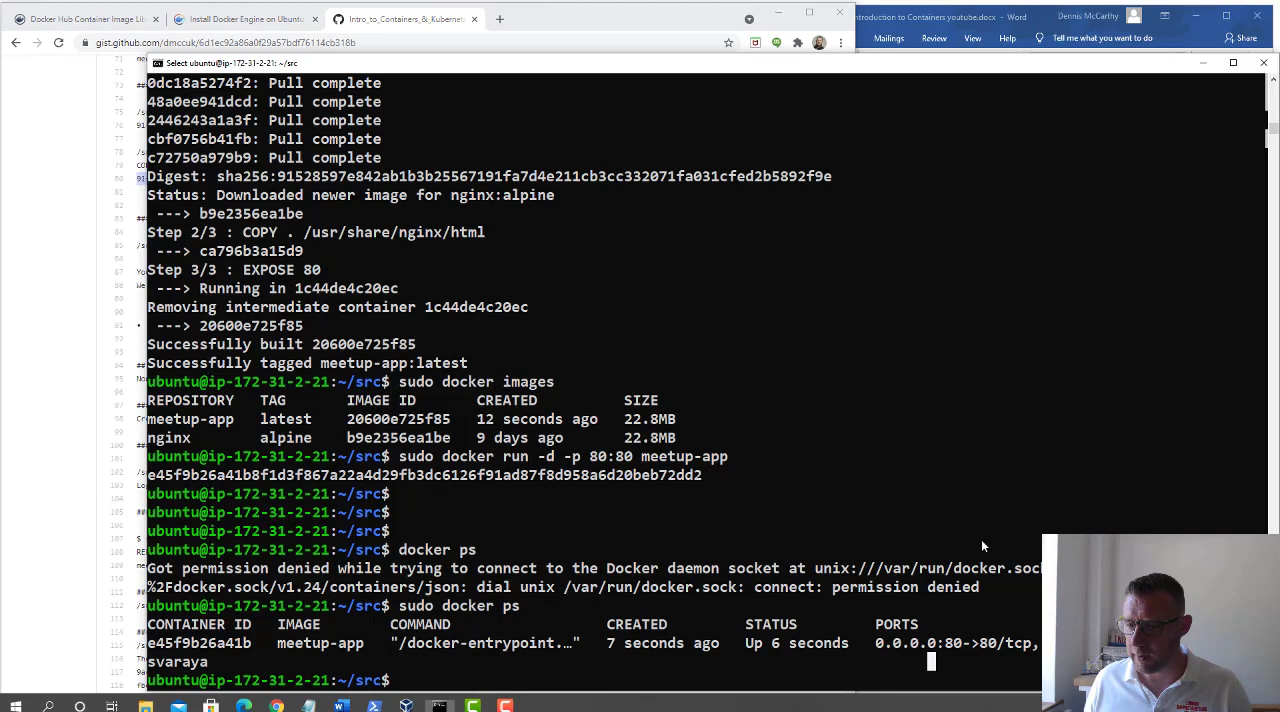 Docker Hub Container Image Lib
Install Docker Engine on Ubuntu
Intro_to_Containers_&_Kubernet
gist.github.com/dmccuk/6d1ec92a86a0f29a57bdf76114cb318b
ntroduction to Containers youtube.docx - Word
Dennis McCarthy
Mailings Review View Help Tell me what you want to do Share
Select ubuntu@ip-172-31-2-21: ~/src
0dc18a5274f2: Pull complete
48a0ee941dcd: Pull complete
2446243a1a3f: Pull complete
cbf0756b41fb: Pull complete
c72750a979b9: Pull complete
Digest: sha256:91528597e842ab1b3b25567191fa7d4e211cb3cc332071fa031cfed2b5892f9e
Status: Downloaded newer image for nginx:alpine
---> b9e2356ea1be
Step 2/3 : COPY . /usr/share/nginx/html
---> ca796b3a15d9
Step 3/3 : EXPOSE 80
---> Running in 1c44de4c20ec
Removing intermediate container 1c44de4c20ec
---> 20600e725f85
Successfully built 20600e725f85
Successfully tagged meetup-app:latest
ubuntu@ip-172-31-2-21:~/src$ sudo docker images
REPOSITORY TAG IMAGE ID CREATED SIZE
meetup-app latest 20600e725f85 12 seconds ago 22.8MB
nginx alpine b9e2356ea1be 9 days ago 22.8MB
ubuntu@ip-172-31-2-21:~/src$ sudo docker run -d -p 80:80 meetup-app
e45f9b26a41b8f1d3f867a22a4d29fb3dc6126f91ad87f8d958a6d20beb72dd2
ubuntu@ip-172-31-2-21:~/src$
ubuntu@ip-172-31-2-21:~/src$
ubuntu@ip-172-31-2-21:~/src$
ubuntu@ip-172-31-2-21:~/src$ docker ps
Got permission denied while trying to connect to the Docker daemon socket at unix:///var/run/docker.sock
%2Fdocker.sock/v1.24/containers/json: dial unix /var/run/docker.sock: connect: permission denied
ubuntu@ip-172-31-2-21:~/src$ sudo docker ps
CONTAINER ID IMAGE COMMAND CREATED STATUS PORTS
e45f9b26a41b meetup-app "/docker-entrypoint.…" 7 seconds ago Up 6 seconds 0.0.0.0:80->80/tcp,
svaraya
ubuntu@ip-172-31-2-21:~/src$